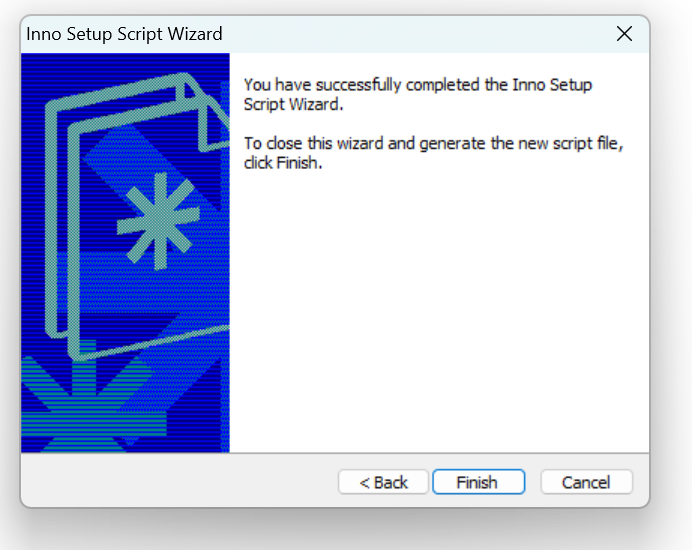 Inno Setup Script Wizard
You have successfully completed the Inno Setup
Script Wizard.
To close this wizard and generate the new script file,
click Finish.
< Back
Finish
Cancel